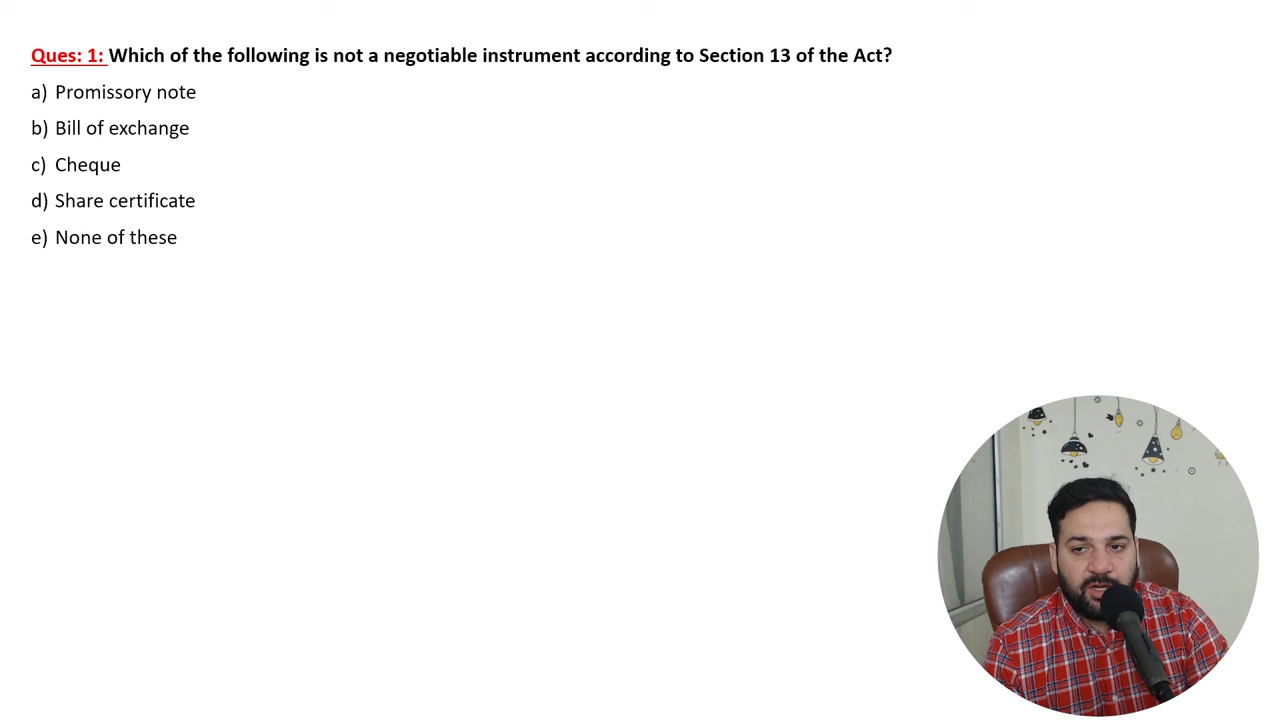 Ques: 1: Which of the following is not a negotiable instrument according to Section 13 of the Act?
a) Promissory note
b) Bill of exchange
c) Cheque
d) Share certificate
e) None of these